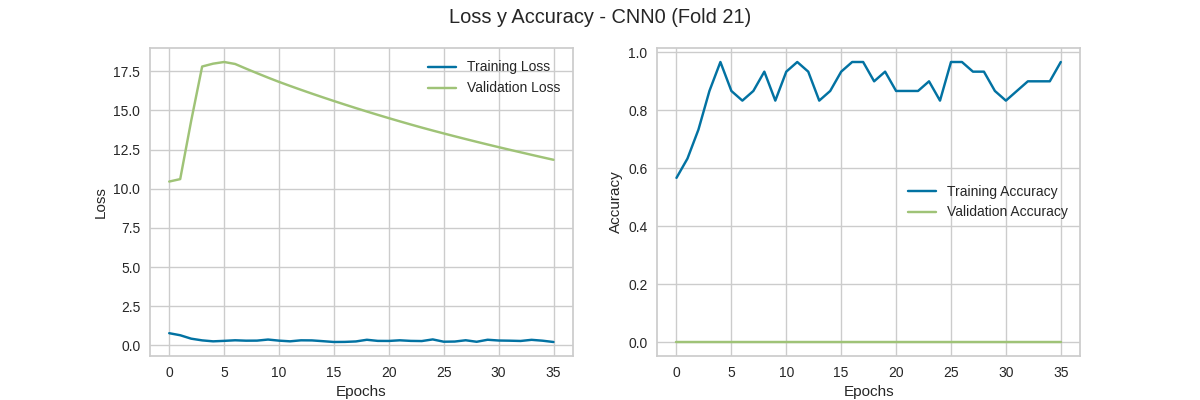 Loss y Accuracy - CNN0 (Fold 21)
17.5
15.0
12.5
10.0
7.5
5.0
2.5
0.0
Loss
Training Loss
Validation Loss
0 5 10 15 20 25 30 35
Epochs
1.0
0.8
0.6
0.4
0.2
0.0
Accuracy
Training Accuracy
Validation Accuracy
0 5 10 15 20 25 30 35
Epochs